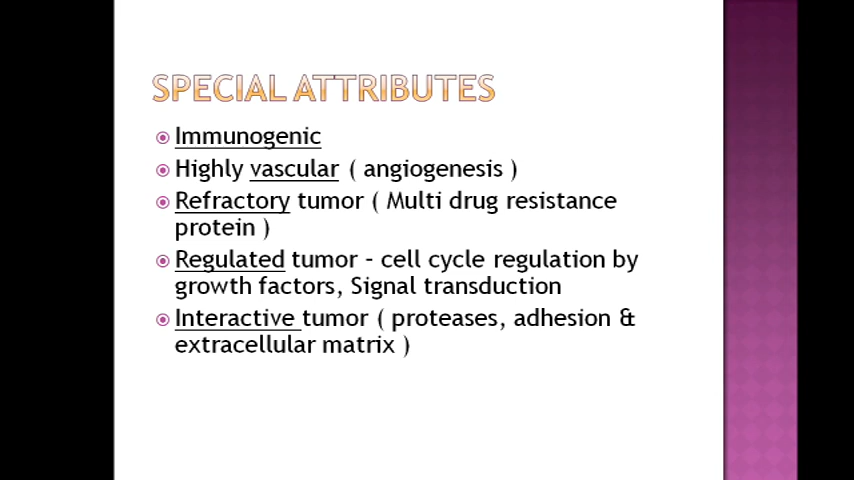 SPECIAL ATTRIBUTES
Immunogenic
Highly vascular ( angiogenesis )
Refractory tumor ( Multi drug resistance
protein )
Regulated tumor – cell cycle regulation by
growth factors, Signal transduction
Interactive tumor ( proteases, adhesion &
extracellular matrix )